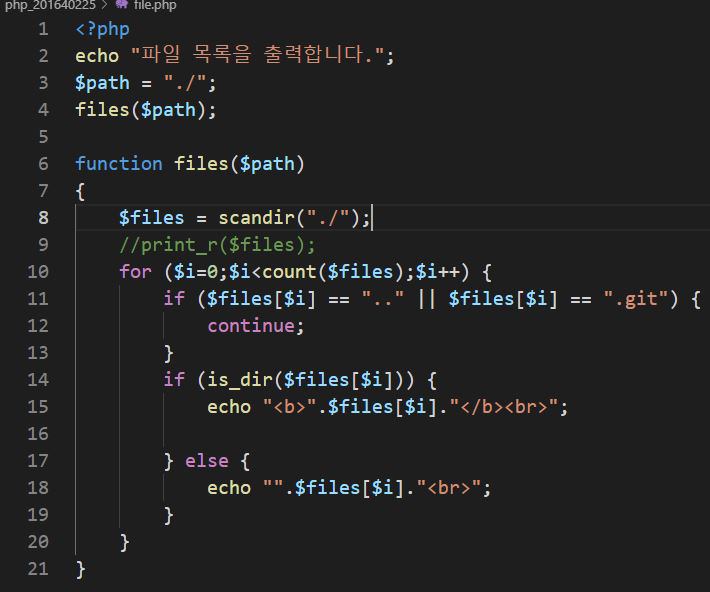 php_201640225 > file.php
1 <?php
2 echo "파일 목록을 출력합니다.";
3 $path = "./";
4 files($path);
5
6 function files($path)
7 {
8     $files = scandir("./");
9     //print_r($files);
10     for ($i=0;$i<count($files);$i++) {
11         if ($files[$i] == ".." || $files[$i] == ".git") {
12             continue;
13         }
14         if (is_dir($files[$i])) {
15             echo "<b>".$files[$i]."</b><br>";
16
17         } else {
18             echo "".$files[$i]."<br>";
19         }
20     }
21 }